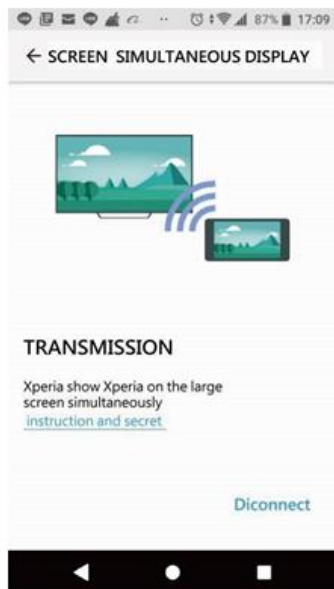 87% 17:09
← SCREEN SIMULTANEOUS DISPLAY
TRANSMISSION
Xperia show Xperia on the large
screen simultaneously
instruction and secret
Diconnect